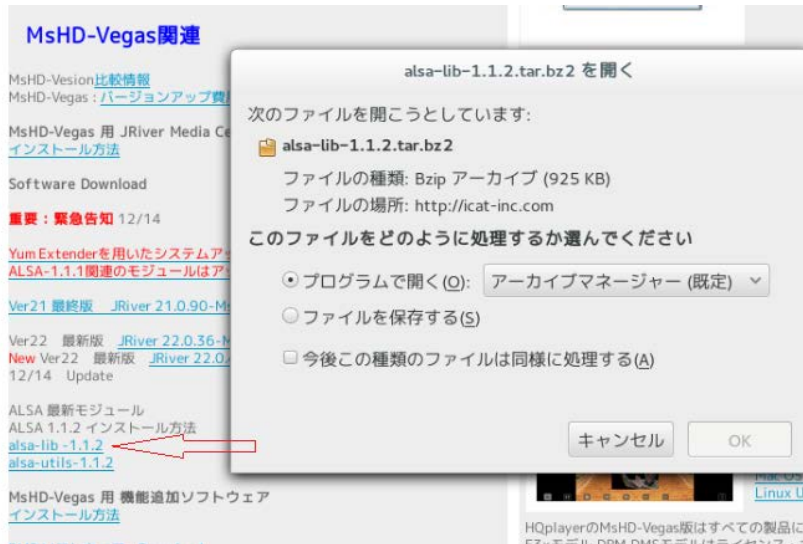 MsHD-Vegas関連
MsHD-Vesion比較情報
MsHD-Vegas : バージョンアップ費
MsHD-Vegas 用 JRiver Media Ce
インストール方法
Software Download
重要：緊急告知 12/14
Yum Extenderを用いたシステムア
ALSA-1.1.1関連のモジュールはア
Ver21 最終版 JRiver 21.0.90-M
Ver22 最新版 JRiver 22.0.36-M
New Ver22 最新版 JRiver 22.0.
12/14 Update
ALSA 最新モジュール
ALSA 1.1.2 インストール方法
alsa-lib -1.1.2
alsa-utils-1.1.2
MsHD-Vegas 用 機能追加ソフトウェア
インストール方法
alsa-lib-1.1.2.tar.bz2 を開く
次のファイルを開こうとしています:
alsa-lib-1.1.2.tar.bz2
ファイルの種類: Bzip アーカイブ (925 KB)
ファイルの場所: http://icat-inc.com
このファイルをどのように処理するか選んでください
プログラムで開く(O): アーカイブマネージャー (既定)
ファイルを保存する(S)
今後この種類のファイルは同様に処理する(A)
キャンセル OK
Mac OS
Linux U
HQplayerのMsHD-Vegas版はすべての製品に